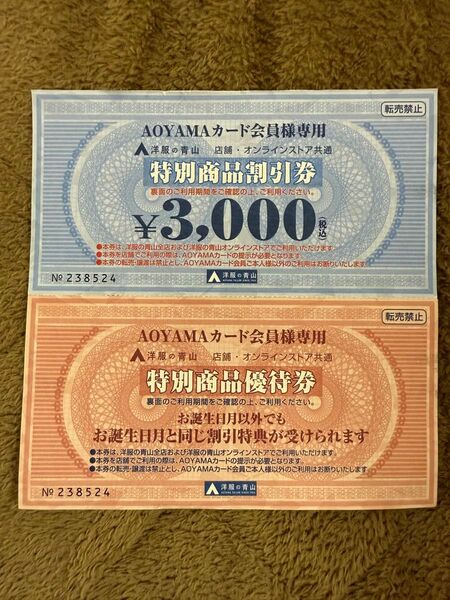 転売禁止
AOYAMAカード会員様専用
洋服の青山 店舗・オンラインストア共通
特別商品割引券
裏面のご利用期間をご確認の上、ご利用ください。
¥3,000(税込)
●本券は、洋服の青山全店および洋服の青山オンラインストアでご利用いただけます。
●本券を店舗でご利用の際は、AOYAMAカードの提示が必要となります。
●本券の転売・譲渡は禁止とし、AOYAMAカード会員ご本人様以外のご利用はお断りいたします。
№238524
洋服の青山
転売禁止
AOYAMAカード会員様専用
洋服の青山 店舗・オンラインストア共通
特別商品優待券
裏面のご利用期間をご確認の上、ご利用ください。
お誕生日月以外でも
お誕生日月と同じ割引特典が受けられます
●本券は、洋服の青山全店および洋服の青山オンラインストアでご利用いただけます。
●本券を店舗でご利用の際は、AOYAMAカードの提示が必要となります。
●本券の転売・譲渡は禁止とし、AOYAMAカード会員ご本人様以外のご利用はお断りいたします。
№238524
洋服の青山